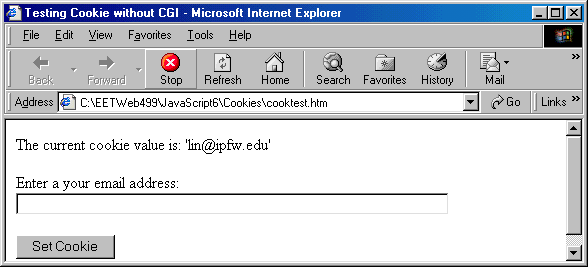 Testing Cookie without CGI - Microsoft Internet Explorer
File Edit View Favorites Tools Help
Back Forward Stop Refresh Home Search Favorites History Mail »
Address C:\EETWeb499\JavaScript6\Cookies\cooktest.htm Go Links »
The current cookie value is: 'lin@ipfw.edu'
Enter a your email address:
Set Cookie